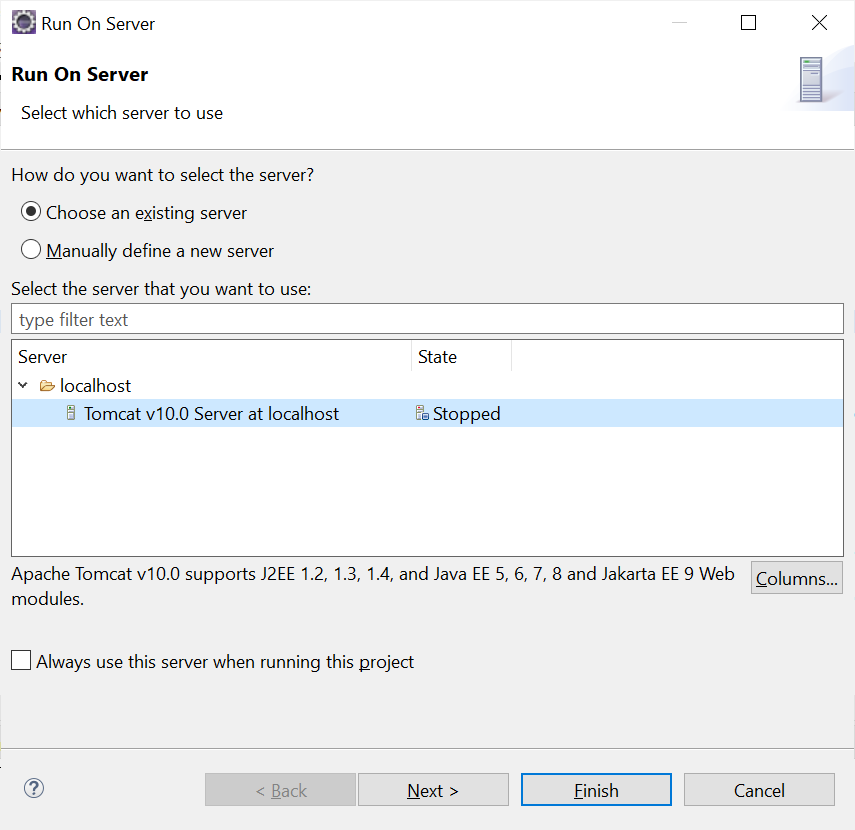 Run On Server
Run On Server
Select which server to use
How do you want to select the server?
Choose an existing server
Manually define a new server
Select the server that you want to use:
type filter text
Server State
localhost
Tomcat v10.0 Server at localhost Stopped
Apache Tomcat v10.0 supports J2EE 1.2, 1.3, 1.4, and Java EE 5, 6, 7, 8 and Jakarta EE 9 Web
modules.
Columns...
Always use this server when running this project
? < Back Next > Finish Cancel